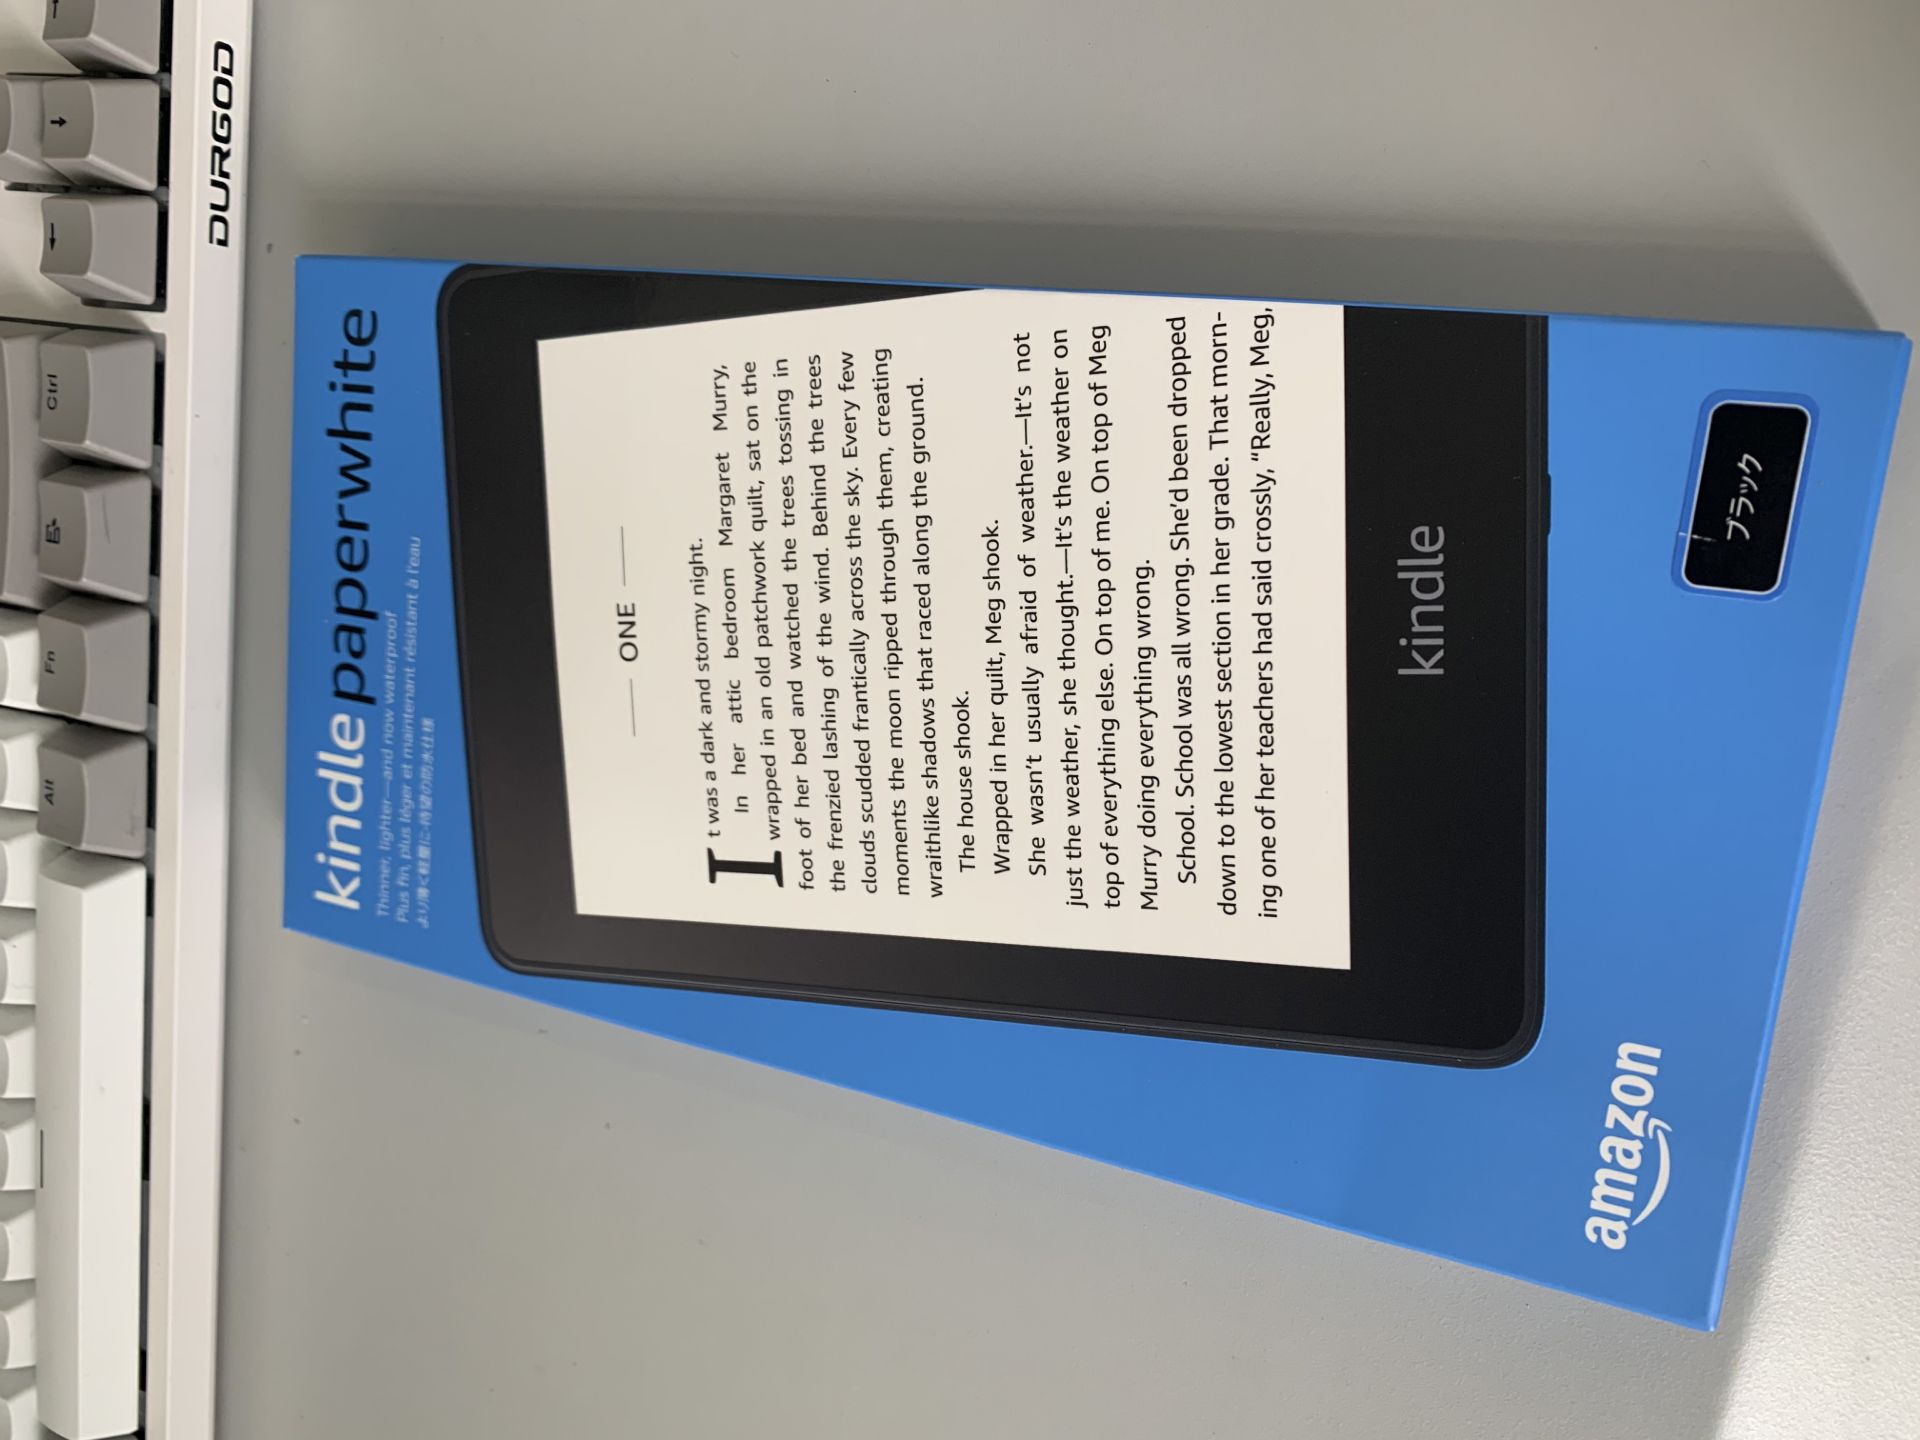 Alt Fn Ctrl ← ↓ →
DURGOD
kindle paperwhite
Thinner, lighter—and now waterproof
Plus fin, plus léger et maintenant résistant à l'eau
より薄く軽量に-待望の防水仕様
ONE
It was a dark and stormy night.
In her attic bedroom Margaret Murry,
wrapped in an old patchwork quilt, sat on the
foot of her bed and watched the trees tossing in
the frenzied lashing of the wind. Behind the trees
clouds scudded frantically across the sky. Every few
moments the moon ripped through them, creating
wraithlike shadows that raced along the ground.
The house shook.
Wrapped in her quilt, Meg shook.
She wasn't usually afraid of weather.—It's not
just the weather, she thought.—It's the weather on
top of everything else. On top of me. On top of Meg
Murry doing everything wrong.
School. School was all wrong. She'd been dropped
down to the lowest section in her grade. That morn-
ing one of her teachers had said crossly, “Really, Meg,
kindle
amazon
ブラック